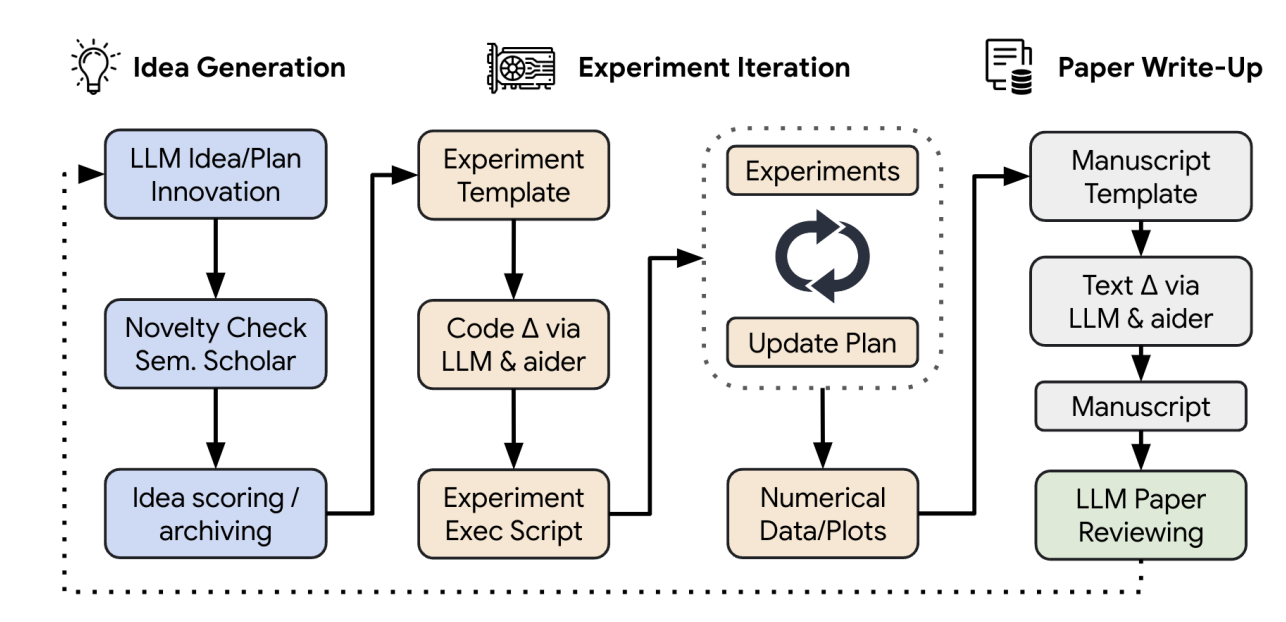 Idea Generation
Experiment Iteration
Paper Write-Up
LLM Idea/Plan
Innovation
Novelty Check
Sem. Scholar
Idea scoring /
archiving
Experiment
Template
Code Δ via
LLM & aider
Experiment
Exec Script
Experiments
Update Plan
Numerical
Data/Plots
Manuscript
Template
Text Δ via
LLM & aider
Manuscript
LLM Paper
Reviewing